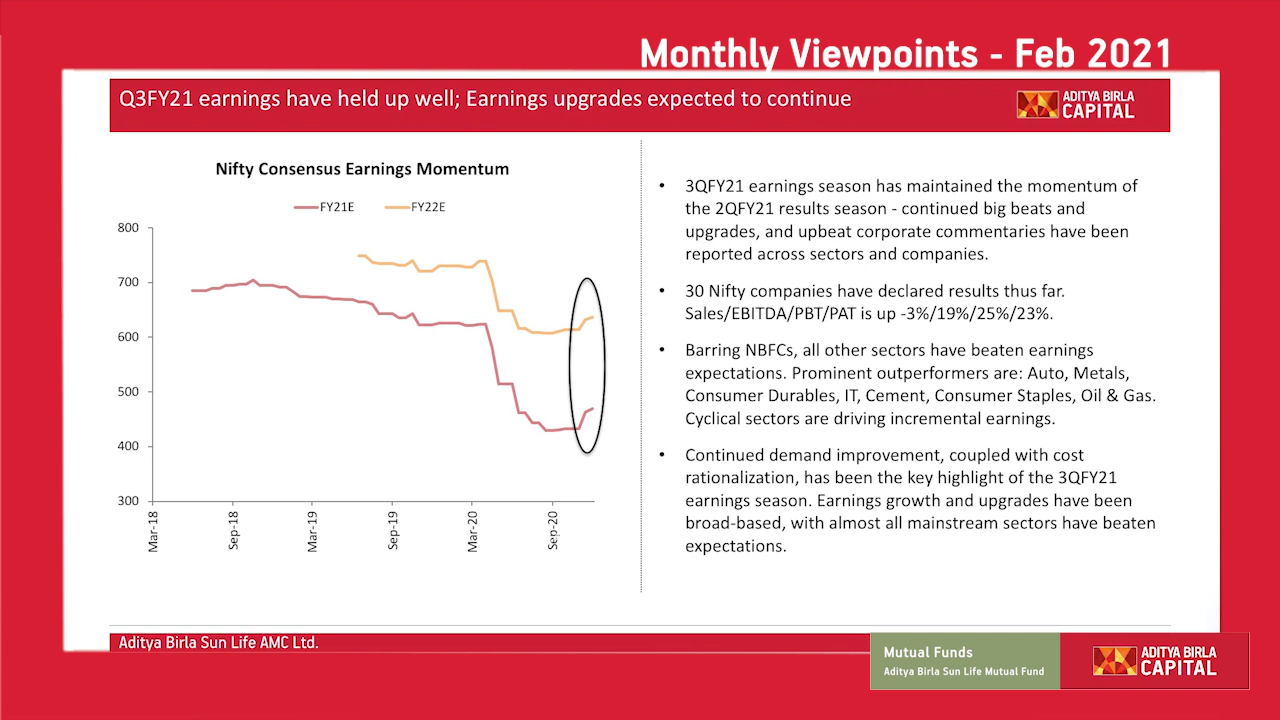 Monthly Viewpoints - Feb 2021
Q3FY21 earnings have held up well; Earnings upgrades expected to continue
ADITYA BIRLA
CAPITAL
Nifty Consensus Earnings Momentum
FY21E
FY22E
800
700
600
500
400
300
Mar-18
Sep-18
Mar-19
Sep-19
Mar-20
Sep-20
• 3QFY21 earnings season has maintained the momentum of
the 2QFY21 results season - continued big beats and
upgrades, and upbeat corporate commentaries have been
reported across sectors and companies.
• 30 Nifty companies have declared results thus far.
Sales/EBITDA/PBT/PAT is up -3%/19%/25%/23%.
• Barring NBFCs, all other sectors have beaten earnings
expectations. Prominent outperformers are: Auto, Metals,
Consumer Durables, IT, Cement, Consumer Staples, Oil & Gas.
Cyclical sectors are driving incremental earnings.
• Continued demand improvement, coupled with cost
rationalization, has been the key highlight of the 3QFY21
earnings season. Earnings growth and upgrades have been
broad-based, with almost all mainstream sectors have beaten
expectations.
Aditya Birla Sun Life AMC Ltd.
Mutual Funds
Aditya Birla Sun Life Mutual Fund
ADITYA BIRLA
CAPITAL